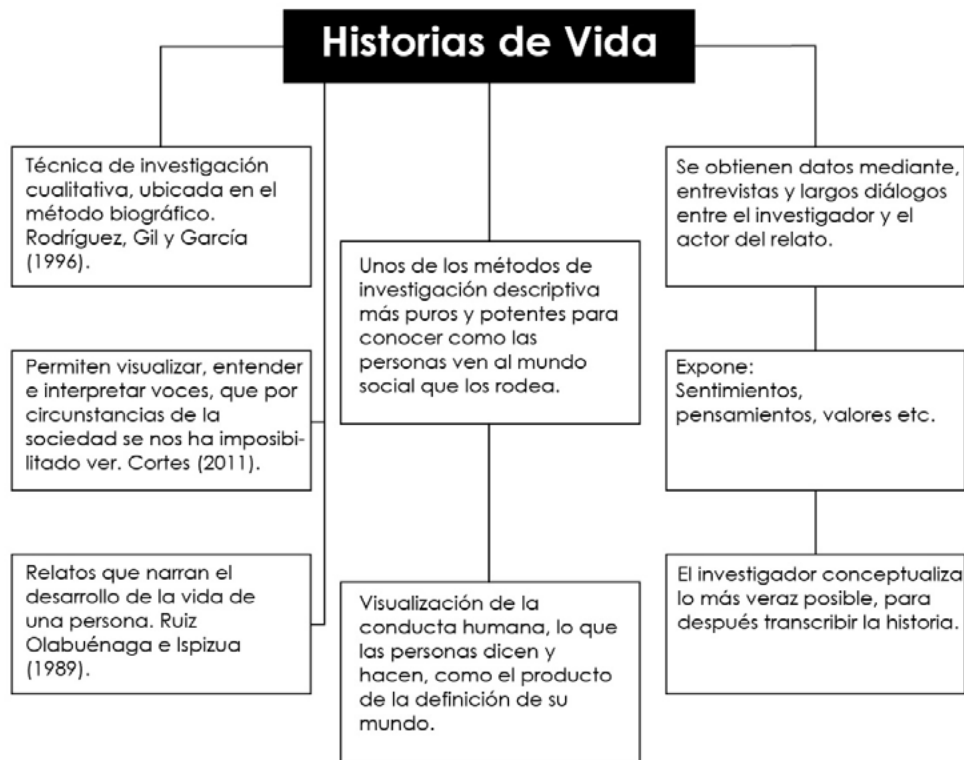 Historias de Vida
Técnica de investigación
cualitativa, ubicada en el
método biográfico.
Rodríguez, Gil y García
(1996).
Permiten visualizar, entender
e interpretar voces, que por
circunstancias de la
sociedad se nos ha imposibi-
litado ver. Cortes (2011).
Relatos que narran el
desarrollo de la vida de
una persona. Ruiz
Olabuénaga e Ispizua
(1989).
Unos de los métodos de
investigación descriptiva
más puros y potentes para
conocer como las
personas ven al mundo
social que los rodea.
Visualización de la
conducta humana, lo que
las personas dicen y
hacen, como el producto
de la definición de su
mundo.
Se obtienen datos mediante,
entrevistas y largos diálogos
entre el investigador y el
actor del relato.
Expone:
Sentimientos,
pensamientos, valores etc.
El investigador conceptualiza
lo más veraz posible, para
después transcribir la historia.